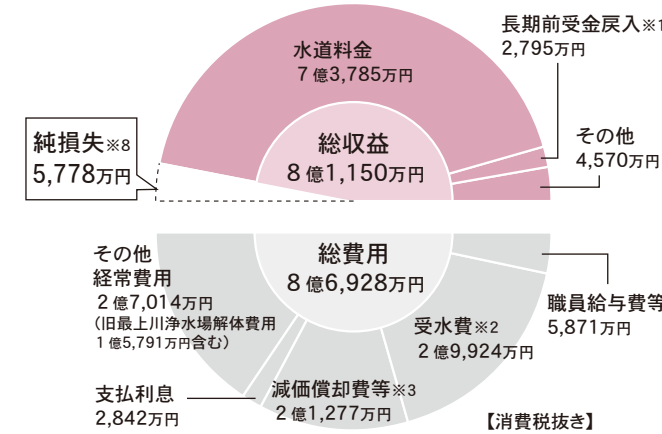 水道料金
7億3,785万円
長期前受金戻入※1
2,795万円
その他
4,570万円
総収益
8億1,150万円
純損失※8
5,778万円
総費用
8億6,928万円
その他
経常費用
2億7,014万円
(旧最上川浄水場解体費用
1億5,791万円含む)
職員給与費等
5,871万円
受水費※2
2億9,924万円
減価償却費等※3
2億1,277万円
支払利息
2,842万円
【消費税抜き】